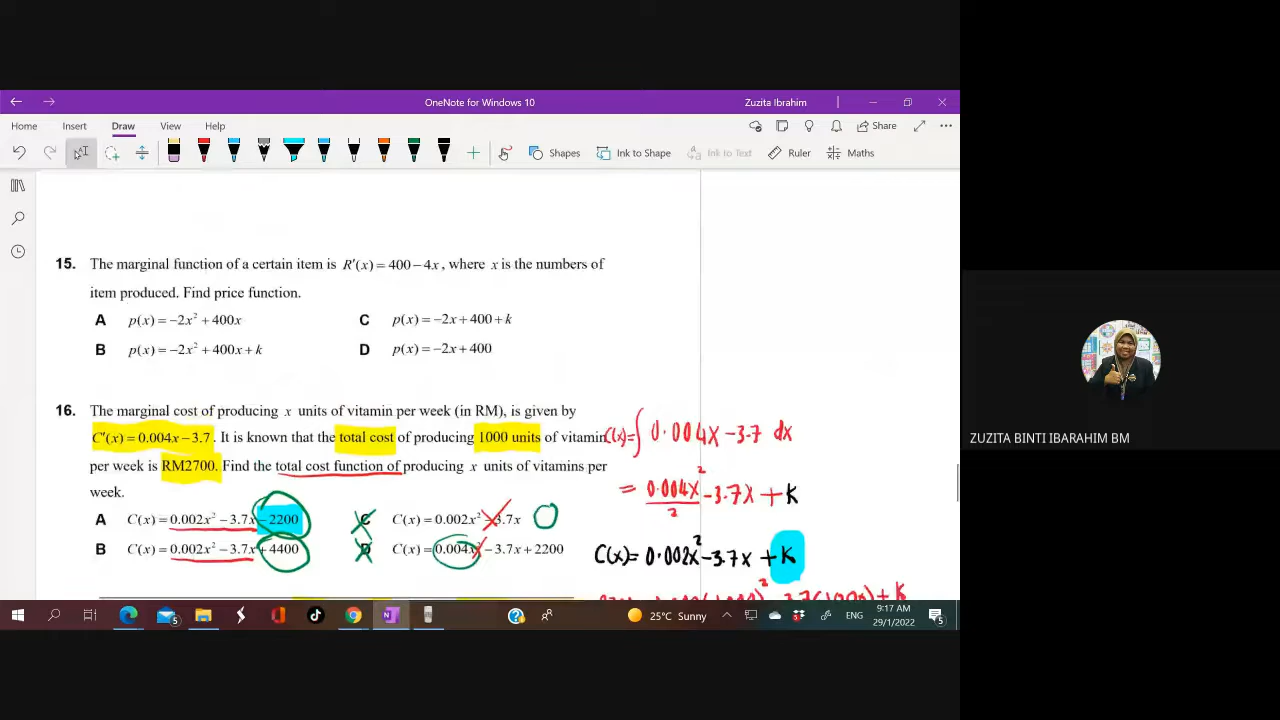 OneNote for Windows 10
Zuzita Ibrahim
Home Insert Draw View Help
Share
Shapes Ink to Shape Ink to Text Ruler Maths
15. The marginal function of a certain item is R′(x) = 400 − 4x, where x is the numbers of
item produced. Find price function.
A p(x) = −2x² + 400x
C p(x) = −2x + 400 + k
B p(x) = −2x² + 400x + k
D p(x) = −2x + 400
16. The marginal cost of producing x units of vitamin per week (in RM), is given by
C′(x) = 0.004x − 3.7. It is known that the total cost of producing 1000 units of vitamin
per week is RM2700. Find the total cost function of producing x units of vitamins per
week.
A C(x) = 0.002x² − 3.7x − 2200
C C(x) = 0.002x² − 3.7x
B C(x) = 0.002x² − 3.7x + 4400
D C(x) = 0.004x² − 3.7x + 2200
C(x) = ∫ 0.004x − 3.7 dx
= 0.004x²/2 − 3.7x + K
C(x) = 0.002x² − 3.7x + K
ZUZITA BINTI IBARAHIM BM
25°C Sunny
ENG
9:17 AM
29/1/2022
5
5